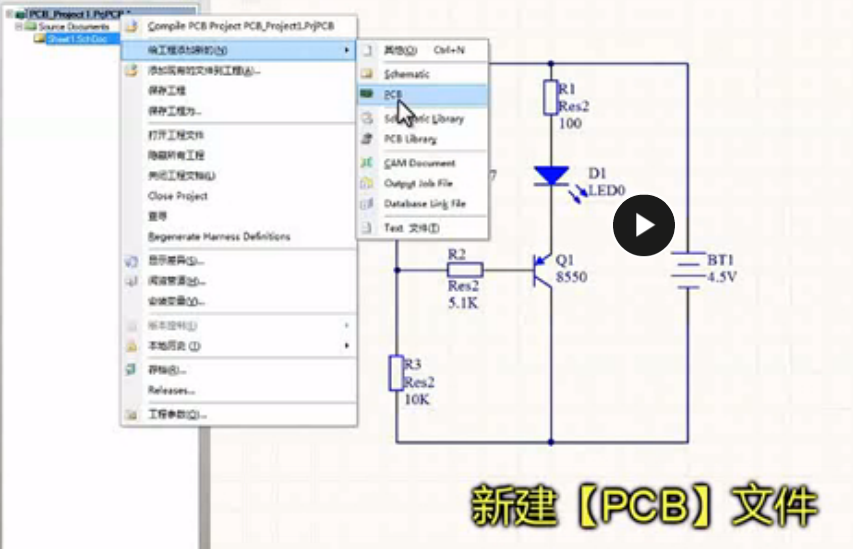 PCB_Project1.PrjPCB *
Source Documents
Sheet1.SchDoc
Compile PCB Project PCB_Project1.PrjPCB
给工程添加新的(N)
添加现有的文件到工程(A)...
保存工程
保存工程为...
打开工程文件
隐藏所有工程
关闭工程文档(L)
Close Project
查寻
Regenerate Harness Definitions
显示差异(S)...
阅览管道(H)...
安装变量(V)...
版本控制(L)
本地历史 (I)
存档(B)...
Releases...
工程参数(O)...
其他(O) Ctrl+N
Schematic
PCB
Schematic Library
PCB Library
CAM Document
Output Job File
Database Link File
Text 文件(T)
7
R1
Res2
100
D1
LED0
R2
Res2
5.1K
Q1
8550
BT1
4.5V
R3
Res2
10K
新建【PCB】文件